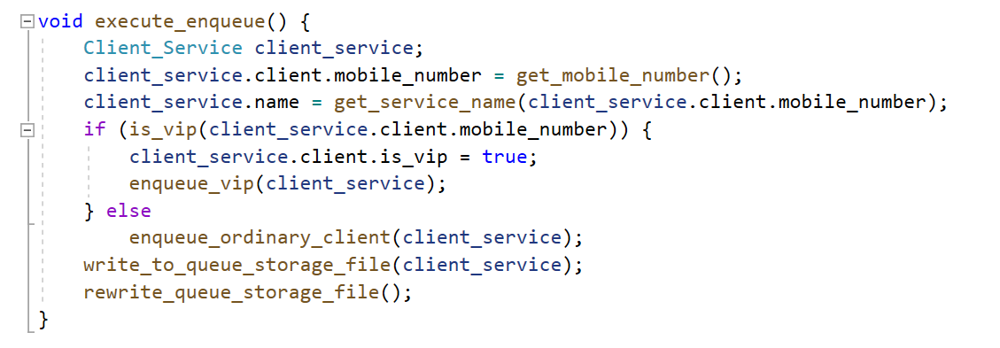 void execute_enqueue() {
    Client_Service client_service;
    client_service.client.mobile_number = get_mobile_number();
    client_service.name = get_service_name(client_service.client.mobile_number);
    if (is_vip(client_service.client.mobile_number)) {
        client_service.client.is_vip = true;
        enqueue_vip(client_service);
    } else
        enqueue_ordinary_client(client_service);
    write_to_queue_storage_file(client_service);
    rewrite_queue_storage_file();
}